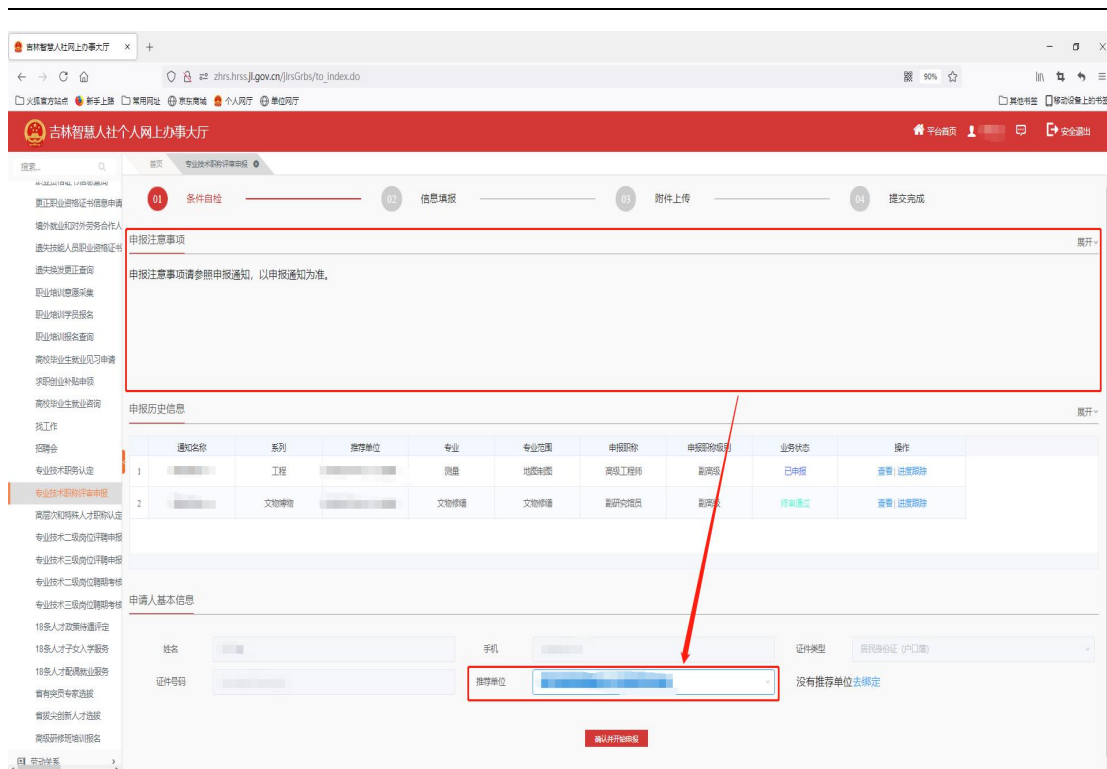 吉林智慧人社网上办事大厅 × +
zhrs.hrss.jl.gov.cn/jlrsGrbs/to_index.do 90%
火狐官方站点 新手上路 常用网址 京东商城 个人网厅 单位网厅 其他书签 移动设备上的书签
吉林智慧人社个人网上办事大厅 平台首页 安全退出
搜索... 首页 专业技术职称评审申报
01 条件自检 02 信息填报 03 附件上传 04 提交完成
更正职业资格证书信息申请
境外就业和对外劳务合作人
遗失技能人员职业资格证书
遗失换发更正查询
职业培训意愿采集
职业培训学员报名
职业培训报名查询
高校毕业生就业见习申请
求职创业补贴申领
高校毕业生就业咨询
找工作
招聘会
专业技术职务认定
专业技术职称评审申报
高层次和特殊人才职称认定
专业技术二级岗位评聘申报
专业技术三级岗位评聘申报
专业技术二级岗位聘期考核
专业技术三级岗位聘期考核
18条人才政策待遇评定
18条人才子女入学服务
18条人才配偶就业服务
省有突贡专家选拔
省拔尖创新人才选拔
高级研修班培训报名
劳动关系
申报注意事项 展开
申报注意事项请参照申报通知，以申报通知为准。
申报历史信息 展开
通知名称 系列 推荐单位 专业 专业范围 申报职称 申报职称级别 业务状态 操作
1 工程 测量 地图制图 高级工程师 副高级 已申报 查看 | 进度跟踪
2 文物博物 文物修缮 文物修缮 副研究馆员 副高级 终审通过 查看 | 进度跟踪
申请人基本信息
姓名 手机 证件类型 居民身份证（户口簿）
证件号码 推荐单位 没有推荐单位去绑定
确认并开始申报